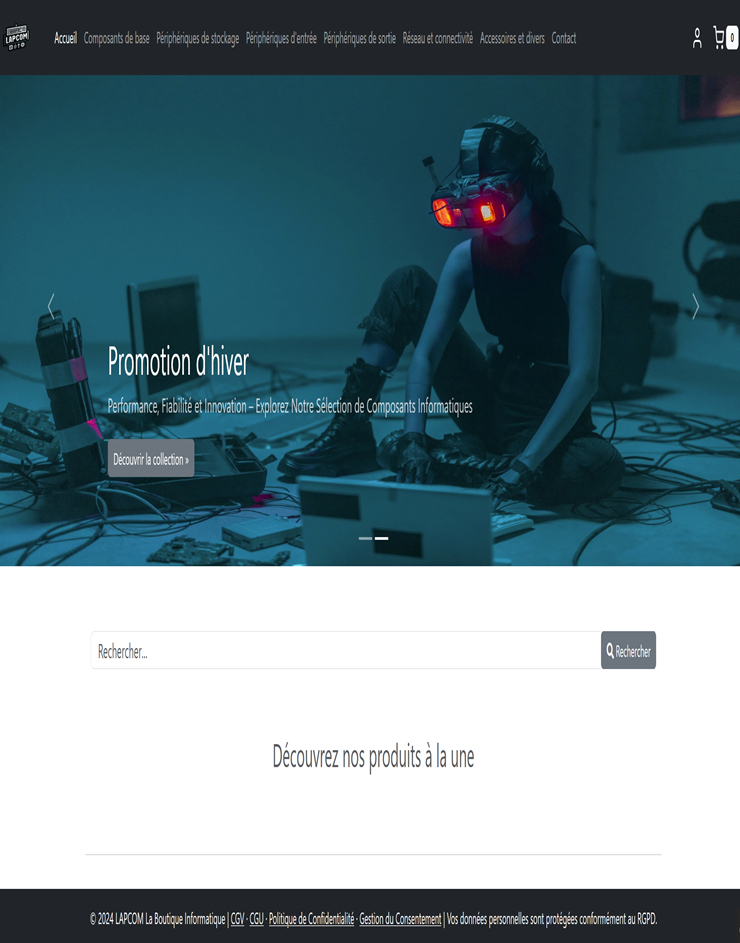 LAPCOM
Accueil Composants de base Périphériques de stockage Périphériques d'entrée Périphériques de sortie Réseau et connectivité Accessoires et divers Contact
0
Promotion d'hiver
Performance, Fiabilité et Innovation – Explorez Notre Sélection de Composants Informatiques
Découvrir la collection »
Rechercher...
Rechercher
Découvrez nos produits à la une
© 2024 LAPCOM La Boutique Informatique | CGV · CGU · Politique de Confidentialité · Gestion du Consentement | Vos données personnelles sont protégées conformément au RGPD.